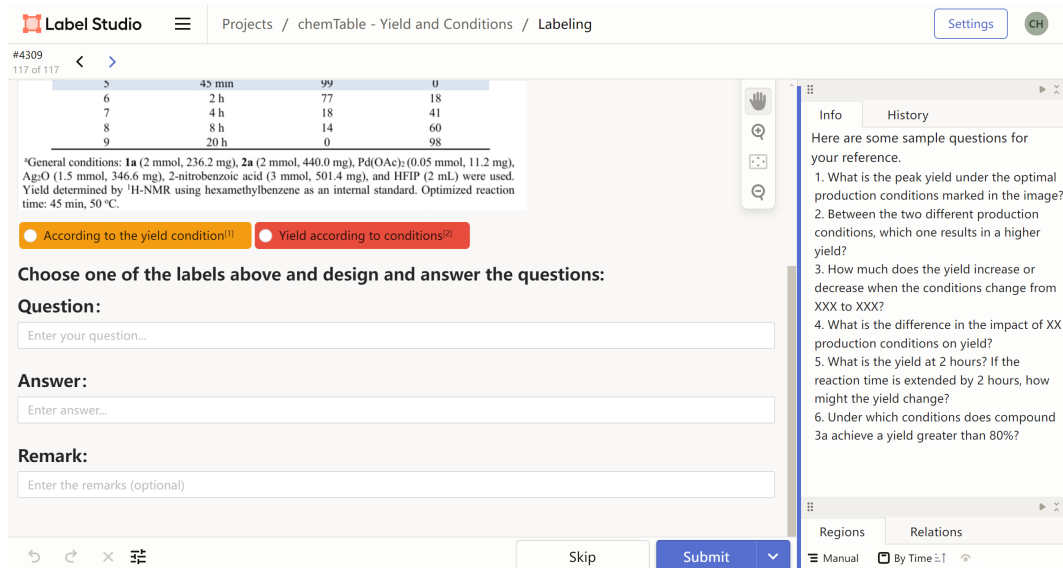 Label Studio
Projects / chemTable - Yield and Conditions / Labeling
Settings
CH
#4309
117 of 117
5 45 min 99 0
6 2 h 77 18
7 4 h 18 41
8 8 h 14 60
9 20 h 0 98
ᵃGeneral conditions: 1a (2 mmol, 236.2 mg), 2a (2 mmol, 440.0 mg), Pd(OAc)₂ (0.05 mmol, 11.2 mg),
Ag₂O (1.5 mmol, 346.6 mg), 2-nitrobenzoic acid (3 mmol, 501.4 mg), and HFIP (2 mL) were used.
Yield determined by ¹H-NMR using hexamethylbenzene as an internal standard. Optimized reaction
time: 45 min, 50 °C.
According to the yield condition[1] Yield according to conditions[2]
Choose one of the labels above and design and answer the questions:
Question:
Enter your question...
Answer:
Enter answer...
Remark:
Enter the remarks (optional)
Skip
Submit
Info History
Here are some sample questions for
your reference.
1. What is the peak yield under the optimal
production conditions marked in the image?
2. Between the two different production
conditions, which one results in a higher
yield?
3. How much does the yield increase or
decrease when the conditions change from
XXX to XXX?
4. What is the difference in the impact of XX
production conditions on yield?
5. What is the yield at 2 hours? If the
reaction time is extended by 2 hours, how
might the yield change?
6. Under which conditions does compound
3a achieve a yield greater than 80%?
Regions Relations
Manual By Time